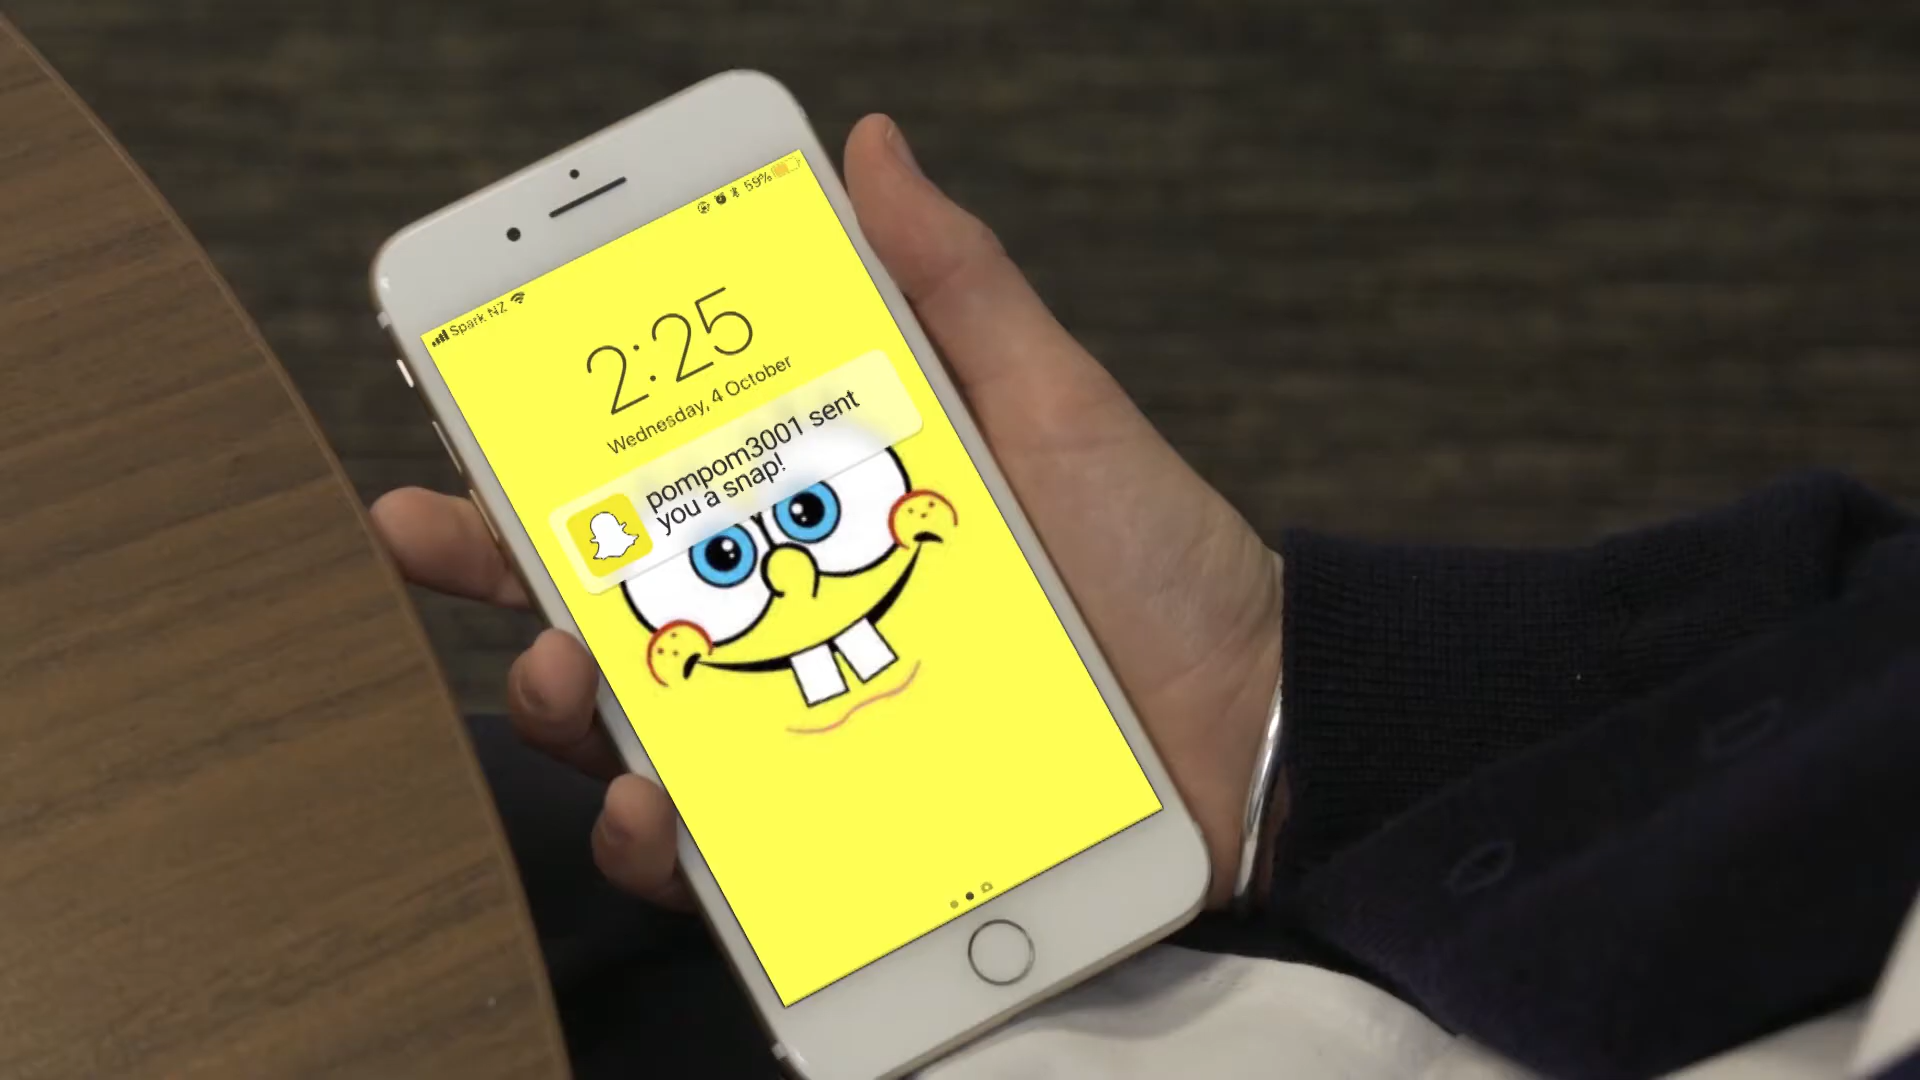 Spark NZ 59%
2:25
Wednesday, 4 October
pompom3001 sent
you a snap!